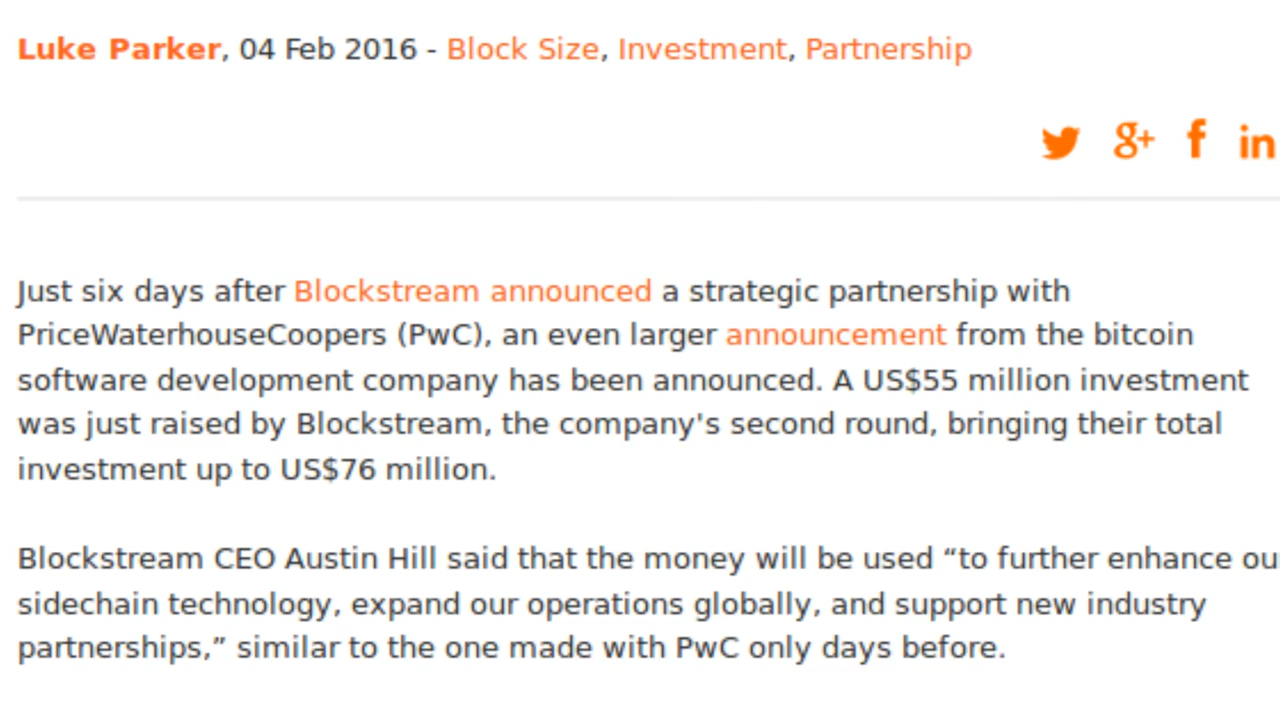 Luke Parker, 04 Feb 2016 - Block Size, Investment, Partnership
g+ f in
Just six days after Blockstream announced a strategic partnership with
PriceWaterhouseCoopers (PwC), an even larger announcement from the bitcoin
software development company has been announced. A US$55 million investment
was just raised by Blockstream, the company's second round, bringing their total
investment up to US$76 million.
Blockstream CEO Austin Hill said that the money will be used “to further enhance ou
sidechain technology, expand our operations globally, and support new industry
partnerships,” similar to the one made with PwC only days before.